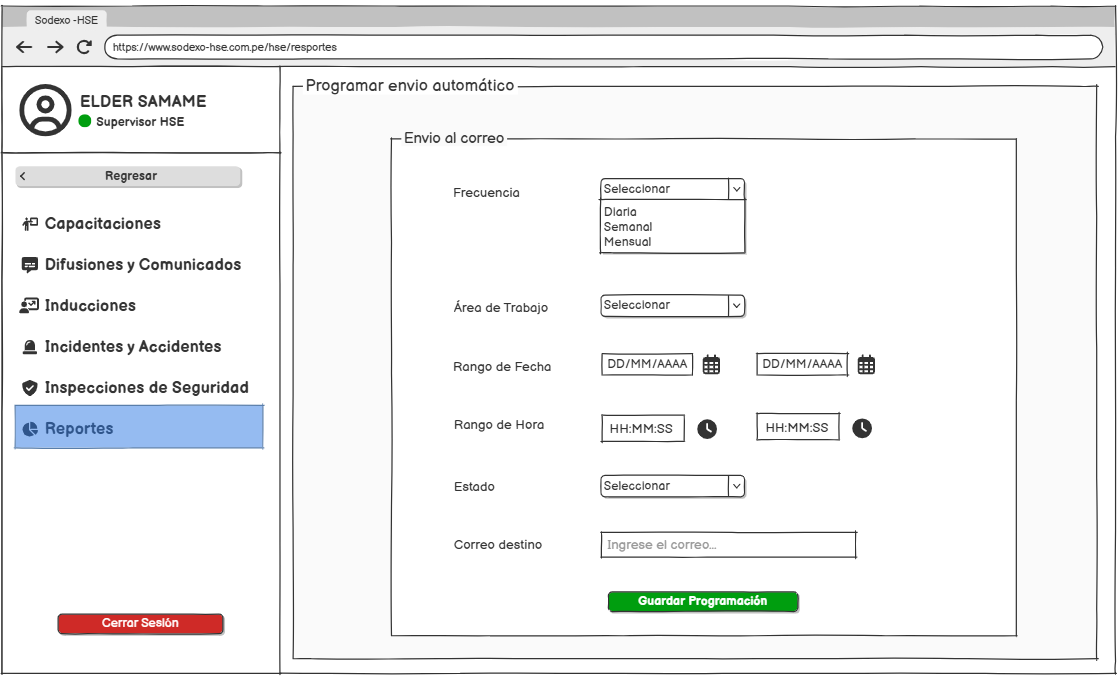 Sodexo -HSE
https://www.sodexo-hse.com.pe/hse/resportes
ELDER SAMAME
Supervisor HSE
Regresar
Capacitaciones
Difusiones y Comunicados
Inducciones
Incidentes y Accidentes
Inspecciones de Seguridad
Reportes
Cerrar Sesión
Programar envio automático
Envio al correo
Frecuencia
Seleccionar
Diaria
Semanal
Mensual
Área de Trabajo
Seleccionar
Rango de Fecha
DD/MM/AAAA
DD/MM/AAAA
Rango de Hora
HH:MM:SS
HH:MM:SS
Estado
Seleccionar
Correo destino
Ingrese el correo...
Guardar Programación